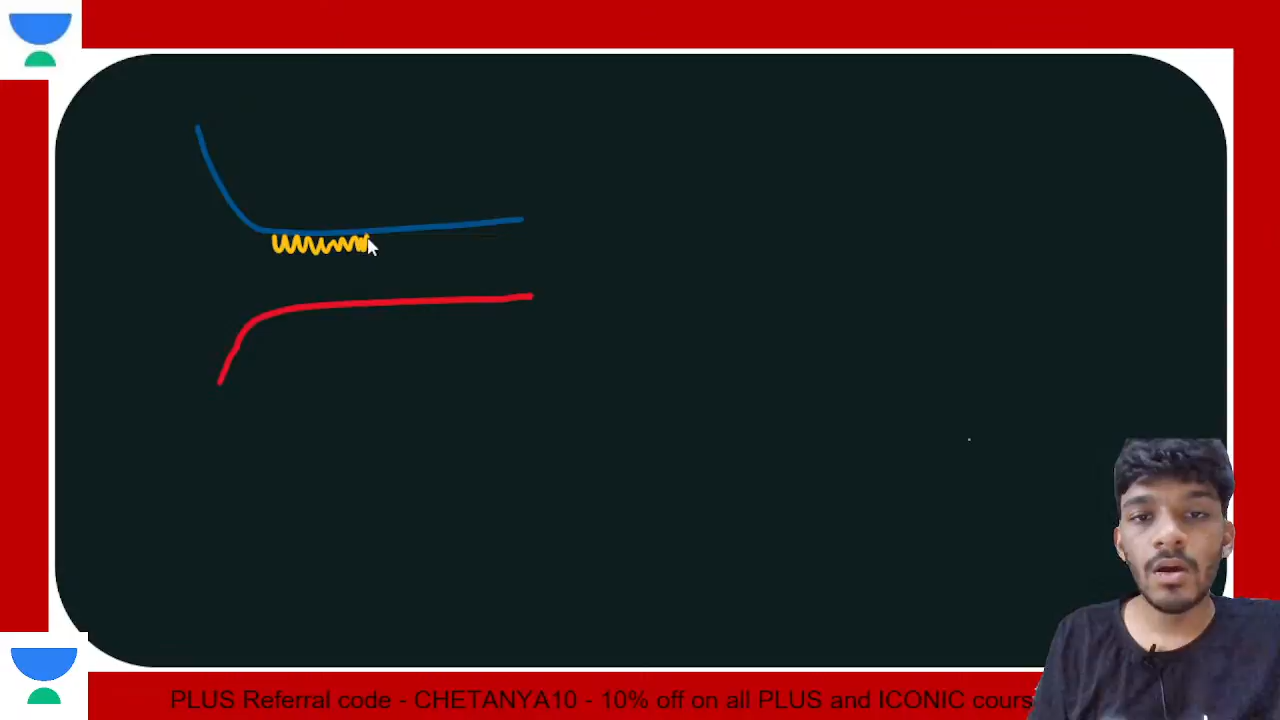 PLUS Referral code - CHETANYA10 - 10% off on all PLUS and ICONIC cours